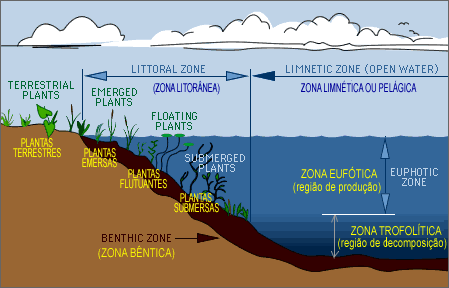 LITTORAL ZONE
(ZONA LITORÂNEA)
LIMNETIC ZONE (OPEN WATER)
ZONA LIMNÉTICA OU PELÁGICA
TERRESTRIAL
PLANTS
EMERGED
PLANTS
FLOATING
PLANTS
SUBMERGED
PLANTS
PLANTAS
TERRESTRES
PLANTAS
EMERSAS
PLANTAS
FLUTUANTES
PLANTAS
SUBMERSAS
ZONA EUFÓTICA
(região de produção)
EUPHOTIC
ZONE
ZONA TROFOLÍTICA
(região de decomposição)
BENTHIC ZONE
(ZONA BÊNTICA)